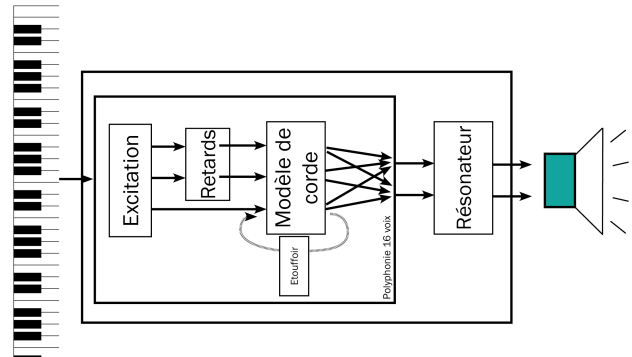 Excitation
Retards
Modèle de
corde
Etouffoir
Polyphonie 16 voix
Résonateur